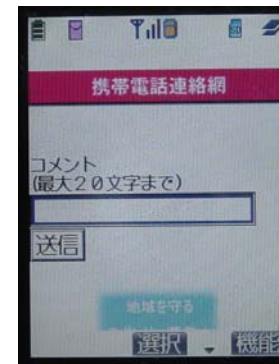 携帯電話連絡網
コメント
(最大20文字まで)
送信
地域を守る
選択
機能